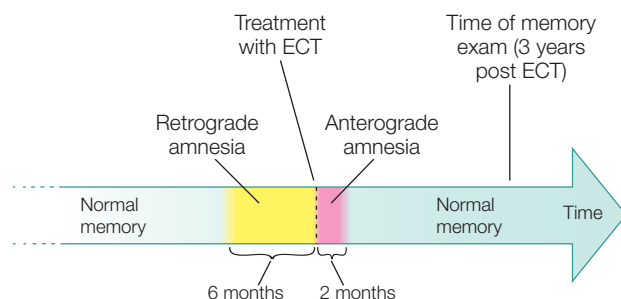 Treatment
with ECT
Time of memory
exam (3 years
post ECT)
Retrograde
amnesia
Anterograde
amnesia
Normal
memory
Normal
memory
Time
6 months
2 months